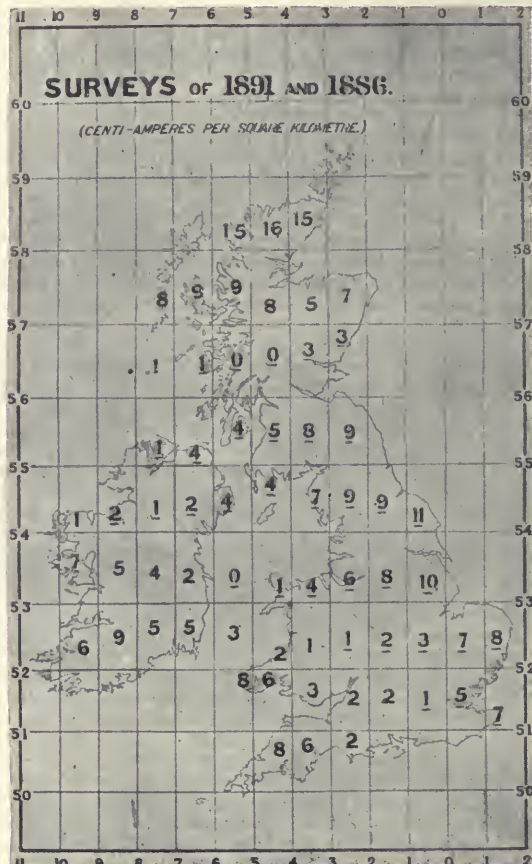 11 10 9 8 7 6 5 4 3 2 1 0 1 2
SURVEYS OF 1891 AND 1886.
60 60
(CENTI-AMPERES PER SQUARE KILOMETRE.)
59 59
15 16 15
58 58
8 9 9 8 5 7
57 57
1 1 0 0 3 3
56 56
4 5 8 9
55 55
1 4
4 7 9 9 11
1 2 1 2 4
54 54
5 4 2 0 1 4 6 8 10
53 53
6 9 5 5 3 2 1 1 2 3 7 8
52 52
8 6 3 2 2 1 5 7
51 51
8 6 2
50 50
11 10 9 8 7 6 5 4 3 2 1 0 1 2